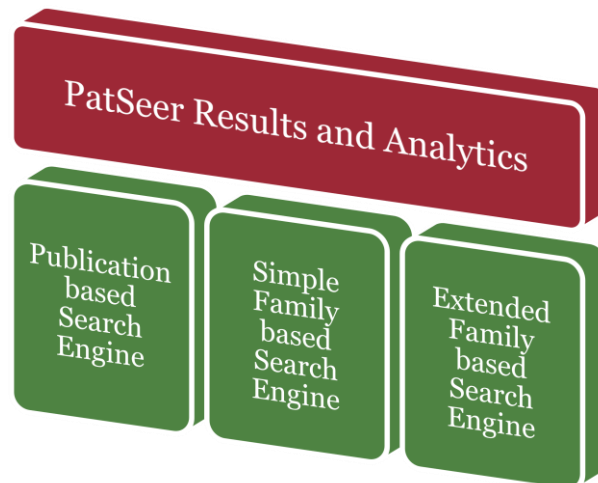 PatSeer Results and Analytics
Publication
based
Search
Engine
Simple
Family
based
Search
Engine
Extended
Family
based
Search
Engine